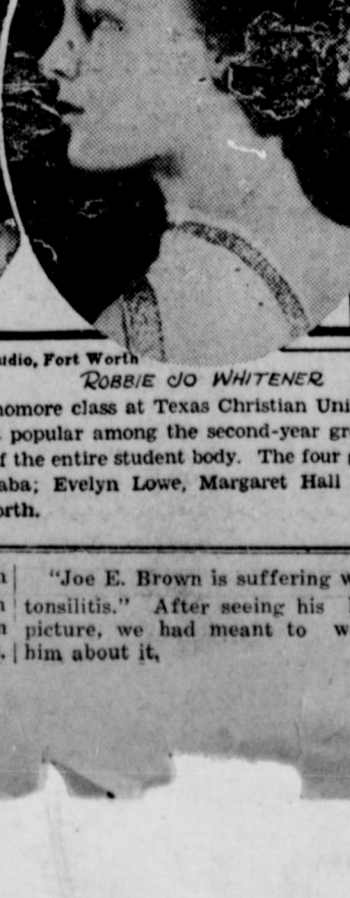 udio, Fort Worth
ROBBIE JO WHITENER
homore class at Texas Christian Uni
popular among the second-year gr
f the entire student body. The four
aba; Evelyn Lowe, Margaret Hall
orth.
"Joe E. Brown is suffering w
tonsilitis." After seeing his
picture, we had meant to w
him about it,